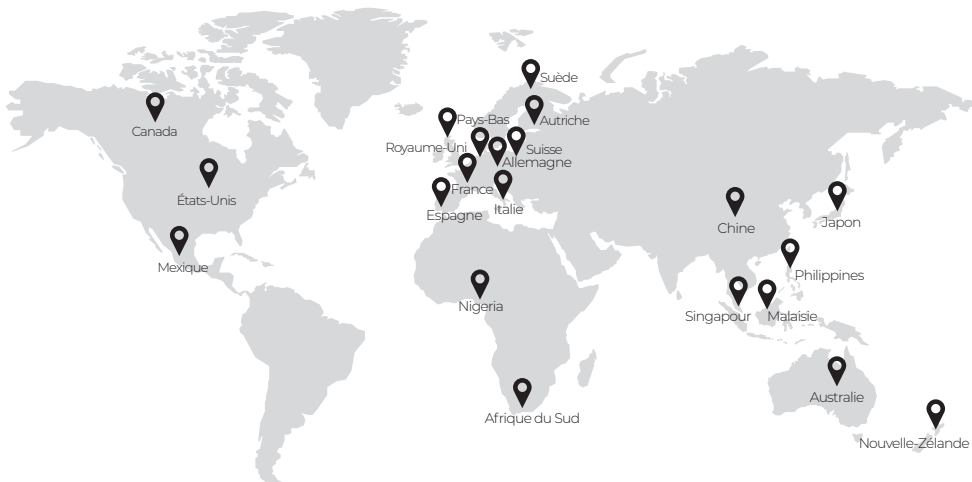 Suède
Canada
Pays-Bas
Autriche
Royaume-Uni
Suisse
Allemagne
États-Unis
France
Espagne
Italie
Chine
Japon
Mexique
Philippines
Nigeria
Singapour
Malaisie
Australie
Afrique du Sud
Nouvelle-Zélande